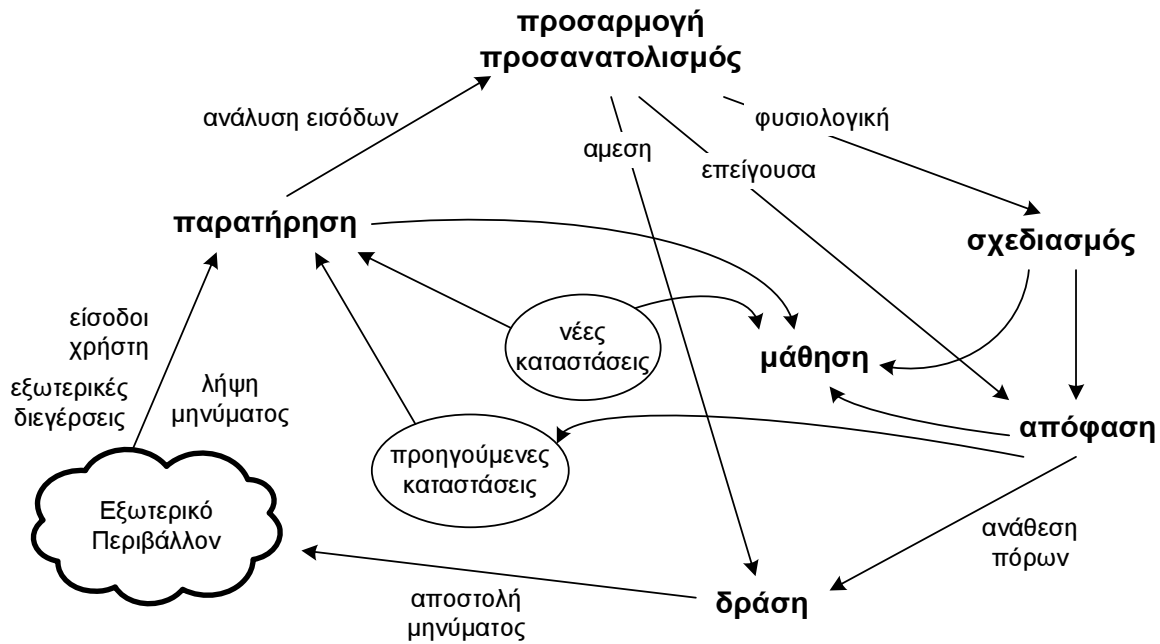 προσαρμογή
προσανατολισμός
ανάλυση εισόδων
φυσιολογική
αμεση
επείγουσα
παρατήρηση
σχεδιασμός
είσοδοι
χρήστη
νέες
καταστάσεις
μάθηση
εξωτερικές
διεγέρσεις
λήψη
μηνύματος
απόφαση
προηγούμενες
καταστάσεις
Εξωτερικό
Περιβάλλον
ανάθεση
πόρων
δράση
αποστολή
μηνύματος